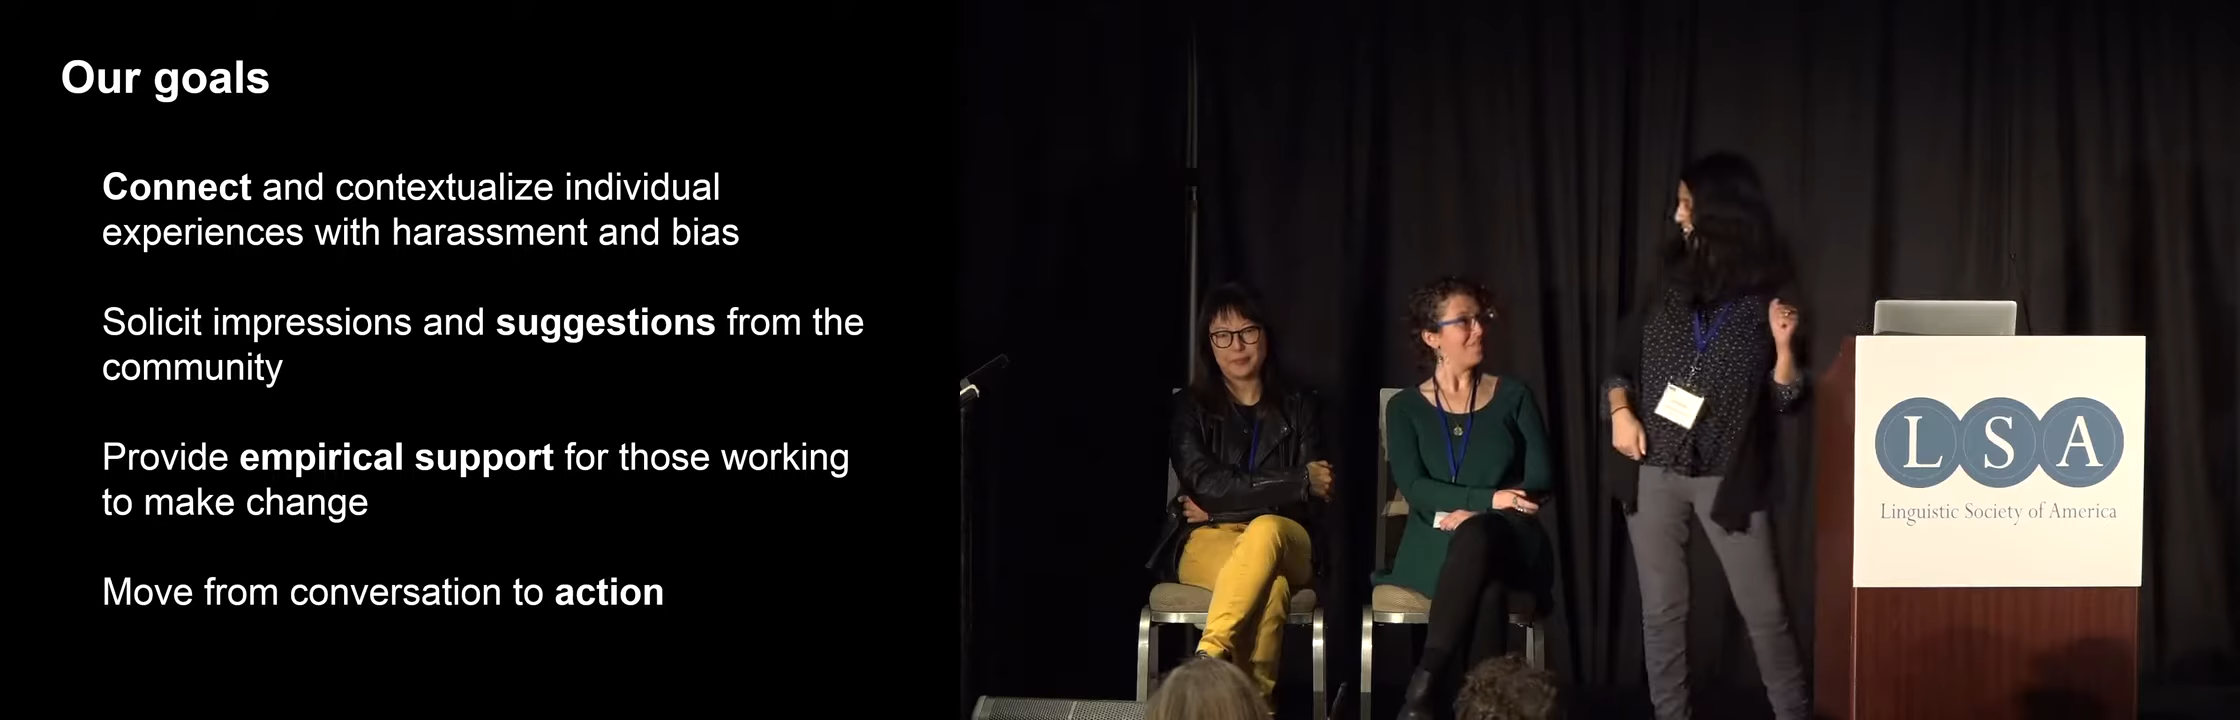 Our goals
Connect and contextualize individual
experiences with harassment and bias
Solicit impressions and suggestions from the
community
Provide empirical support for those working
to make change
Move from conversation to action
LSA
Linguistic Society of America